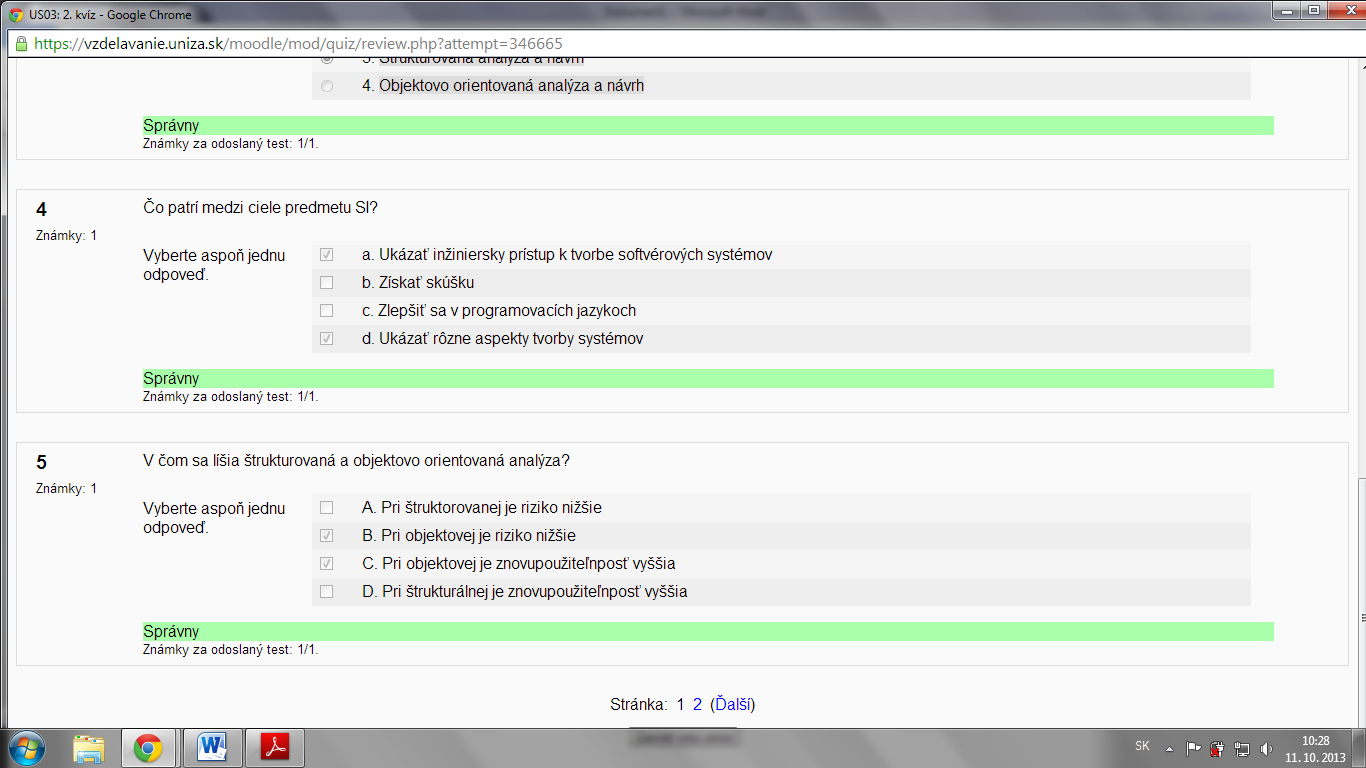 US03: 2. kvíz - Google Chrome
https://vzdelavanie.uniza.sk/moodle/mod/quiz/review.php?attempt=346665
3. Štrukturovaná analýza a návrh
4. Objektovo orientovaná analýza a návrh
Správny
Známky za odoslaný test: 1/1.
4
Známky: 1
Čo patrí medzi ciele predmetu SI?
Vyberte aspoň jednu odpoveď.
a. Ukázať inžiniersky prístup k tvorbe softvérových systémov
b. Získať skúšku
c. Zlepšiť sa v programovacích jazykoch
d. Ukázať rôzne aspekty tvorby systémov
Správny
Známky za odoslaný test: 1/1.
5
Známky: 1
V čom sa líšia štrukturovaná a objektovo orientovaná analýza?
Vyberte aspoň jednu odpoveď.
A. Pri štruktorovanej je riziko nižšie
B. Pri objektovej je riziko nižšie
C. Pri objektovej je znovupoužiteľnposť vyššia
D. Pri štrukturálnej je znovupoužiteľnposť vyššia
Správny
Známky za odoslaný test: 1/1.
Stránka: 1 2 (Ďalší)
SK
10:28
11. 10. 2013